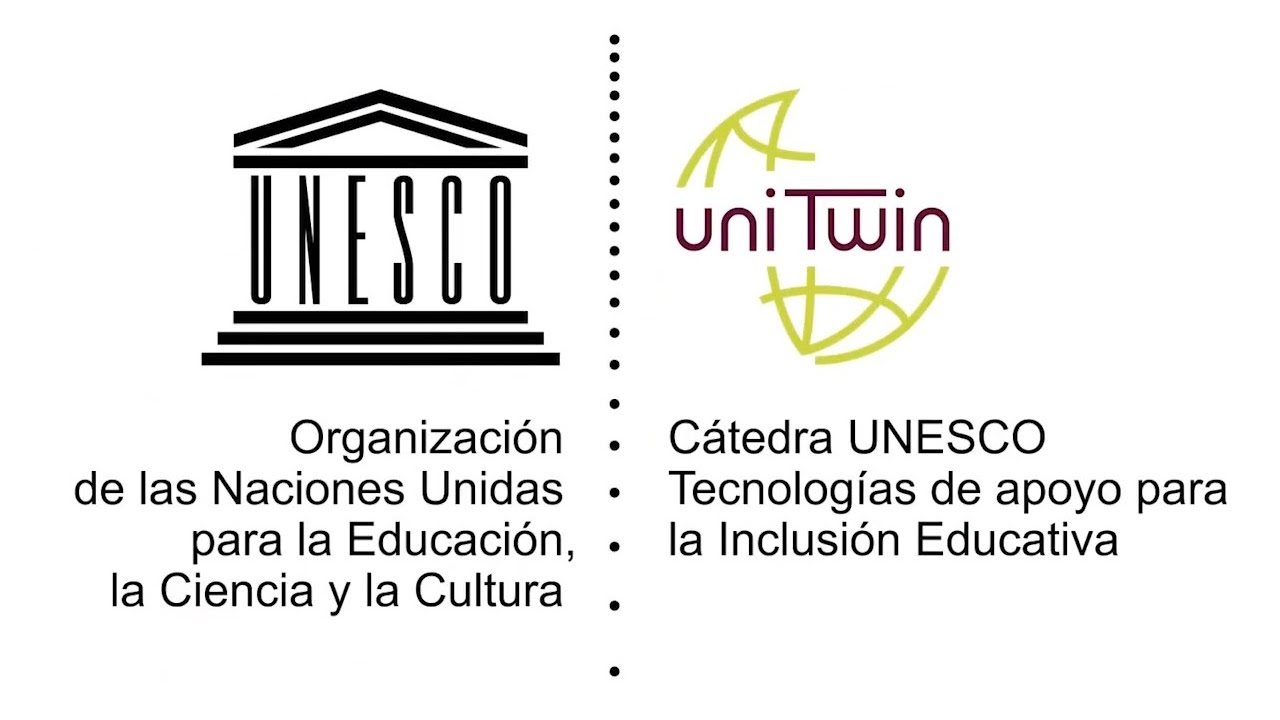 UNESCO
Organización
de las Naciones Unidas
para la Educación,
la Ciencia y la Cultura
uniTwin
Cátedra UNESCO
Tecnologías de apoyo para
la Inclusión Educativa